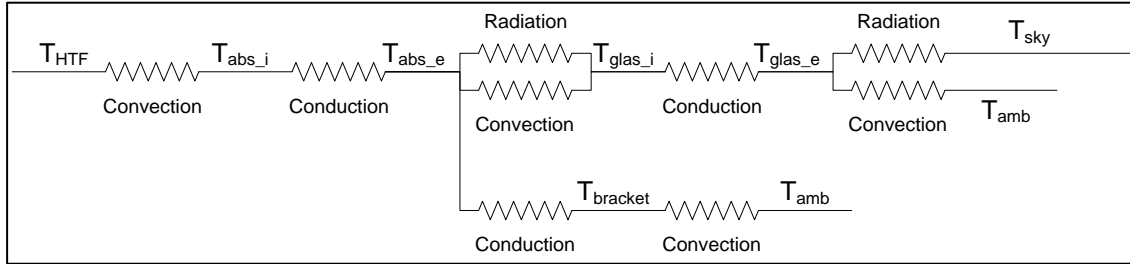 Radiation
Radiation
T_sky
T_HTF
T_abs_i
T_abs_e
T_glas_i
T_glas_e
Convection
Conduction
Convection
Conduction
Convection
T_amb
T_bracket
T_amb
Conduction
Convection